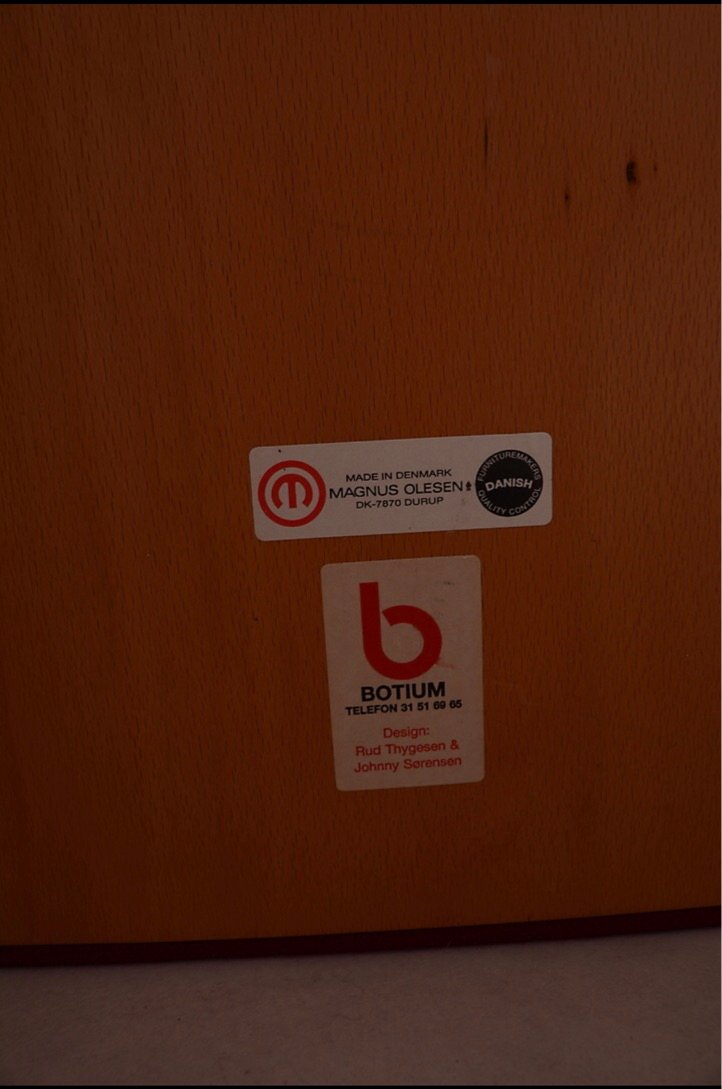 MADE IN DENMARK
MAGNUS OLESEN
DK-7870 DURUP
FURNITUREMAKERS
DANISH
QUALITY CONTROL
b
BOTIUM
TELEFON 31 51 69 65
Design:
Rud Thygesen &
Johnny Sørensen